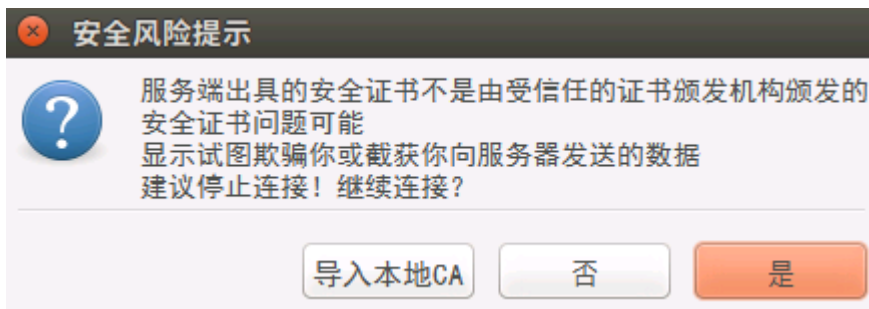 安全风险提示
服务端出具的安全证书不是由受信任的证书颁发机构颁发的
安全证书问题可能
显示试图欺骗你或截获你向服务器发送的数据
建议停止连接！继续连接？
导入本地CA
否
是